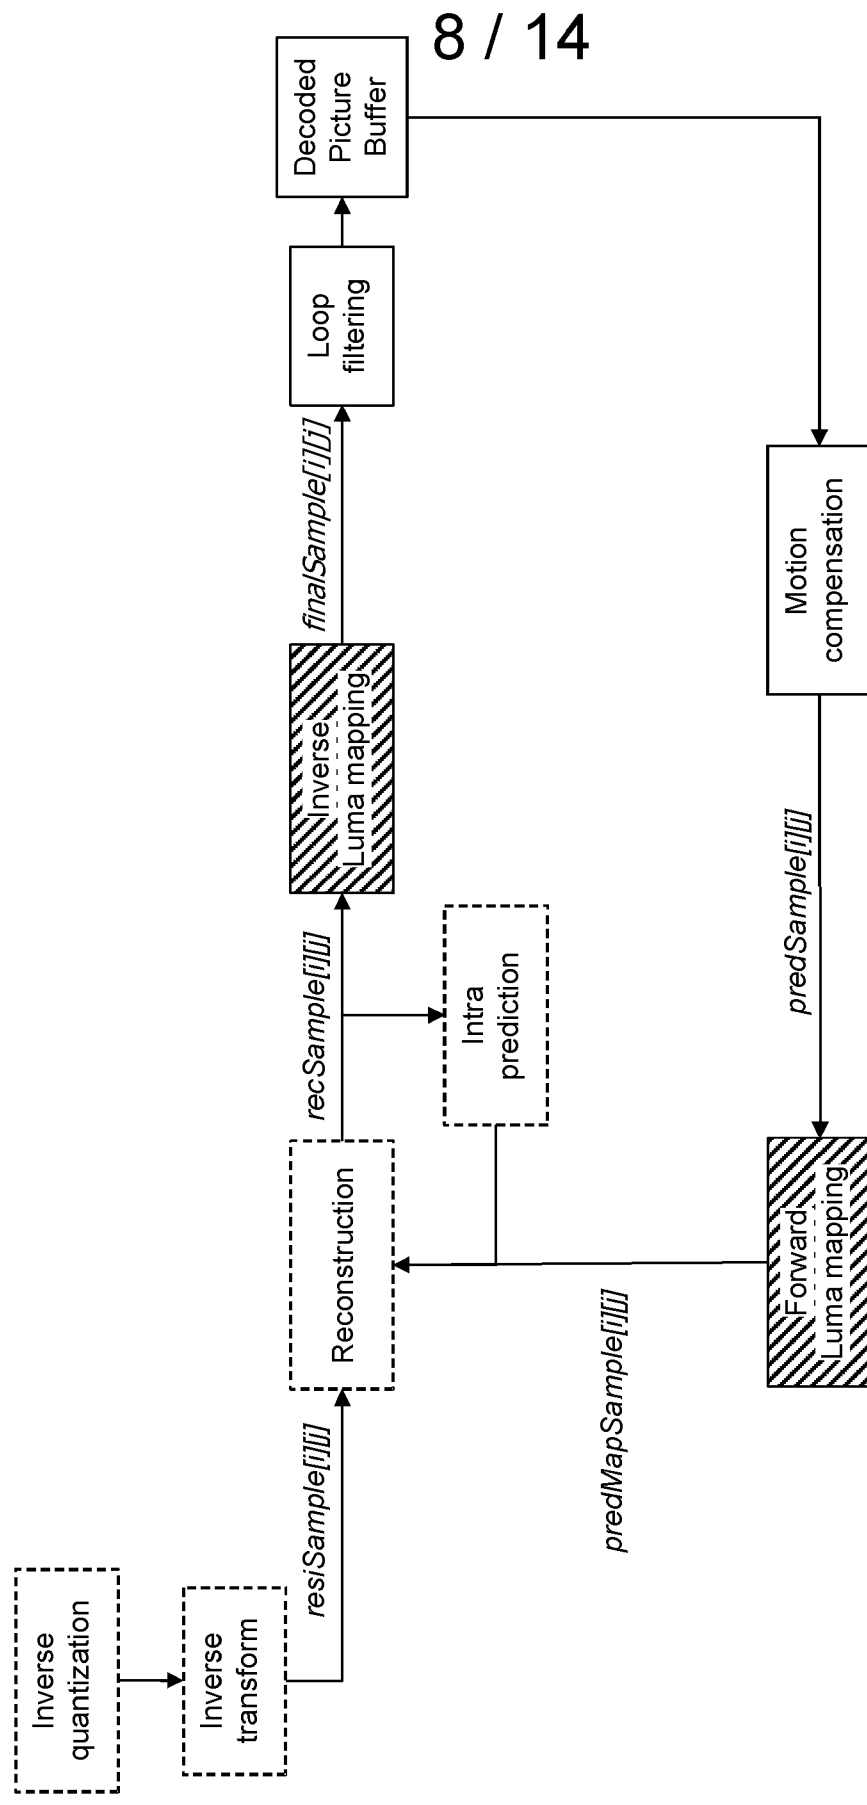 8 / 14
Inverse
quantization
Inverse
transform
resiSample[i][j]
Reconstruction
recSample[i][j]
Intra
prediction
Inverse
Luma mapping
finalSample[i][j]
Loop
filtering
Decoded
Picture
Buffer
Motion
compensation
predSample[i][j]
Forward
Luma mapping
predMapSample[i][j]